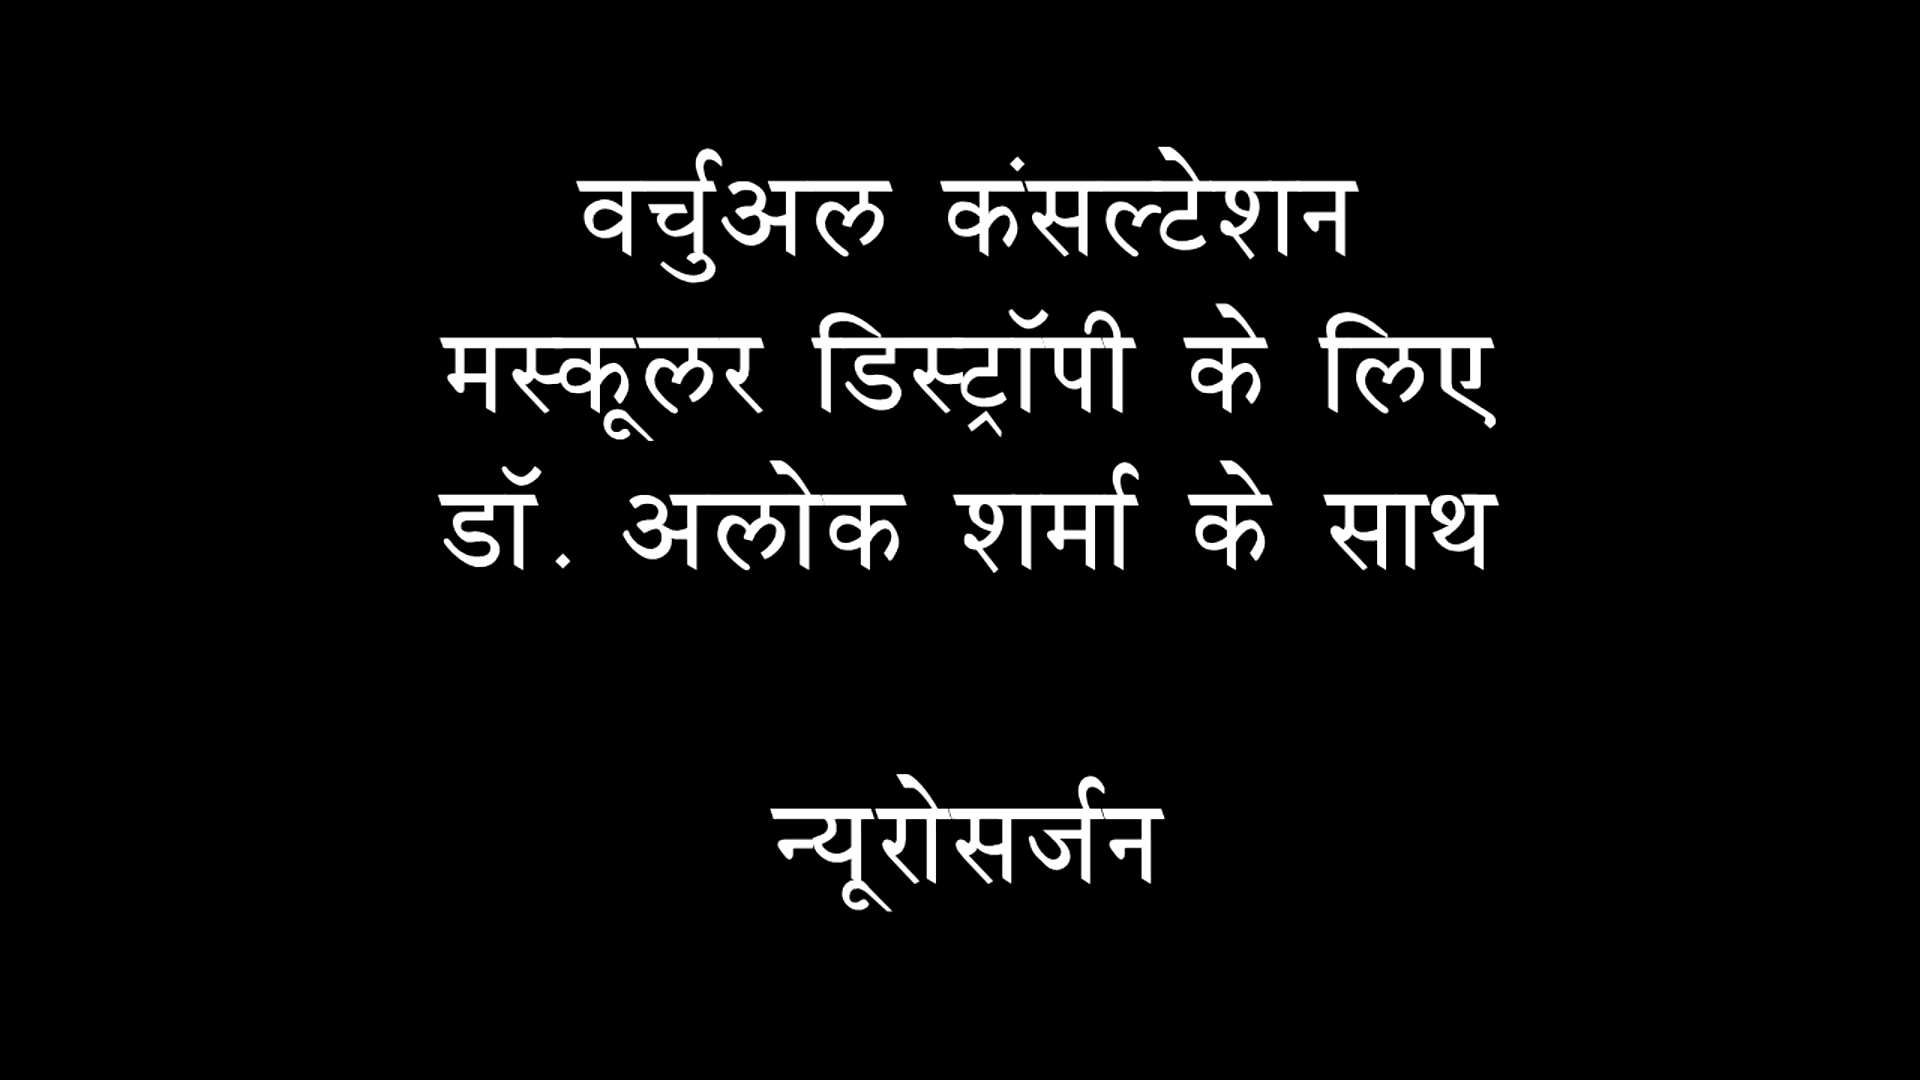 वर्चुअल कंसल्टेशन
मस्कूलर डिस्ट्रॉपी के लिए
डॉ. अलोक शर्मा के साथ
न्यूरोसर्जन